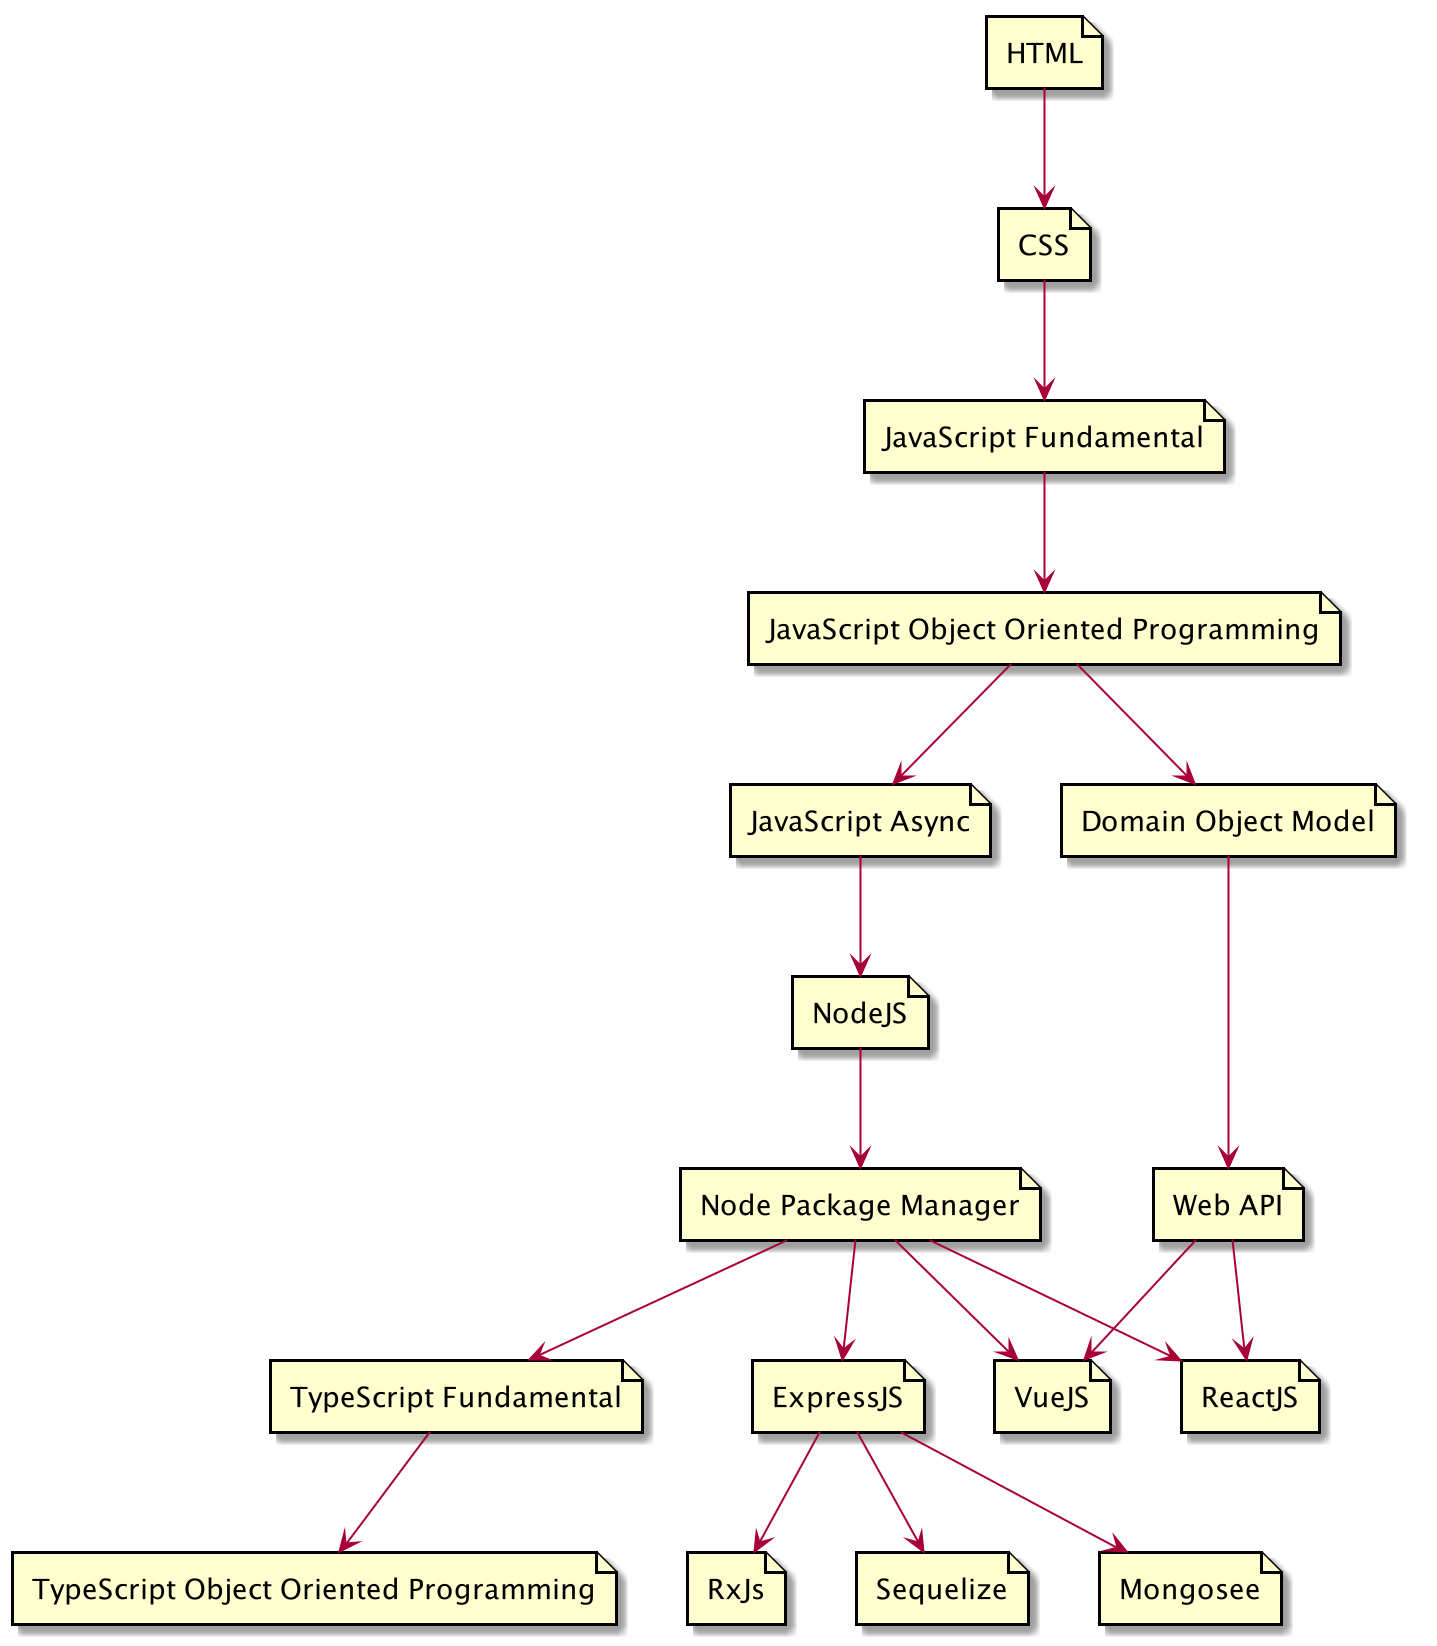 HTML
CSS
JavaScript Fundamental
JavaScript Object Oriented Programming
JavaScript Async
Domain Object Model
NodeJS
Node Package Manager
Web API
TypeScript Fundamental
ExpressJS
VueJS
ReactJS
TypeScript Object Oriented Programming
RxJs
Sequelize
Mongosee